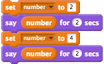 set number to 2
say number for 2 secs
set number to 4
say number for 2 secs